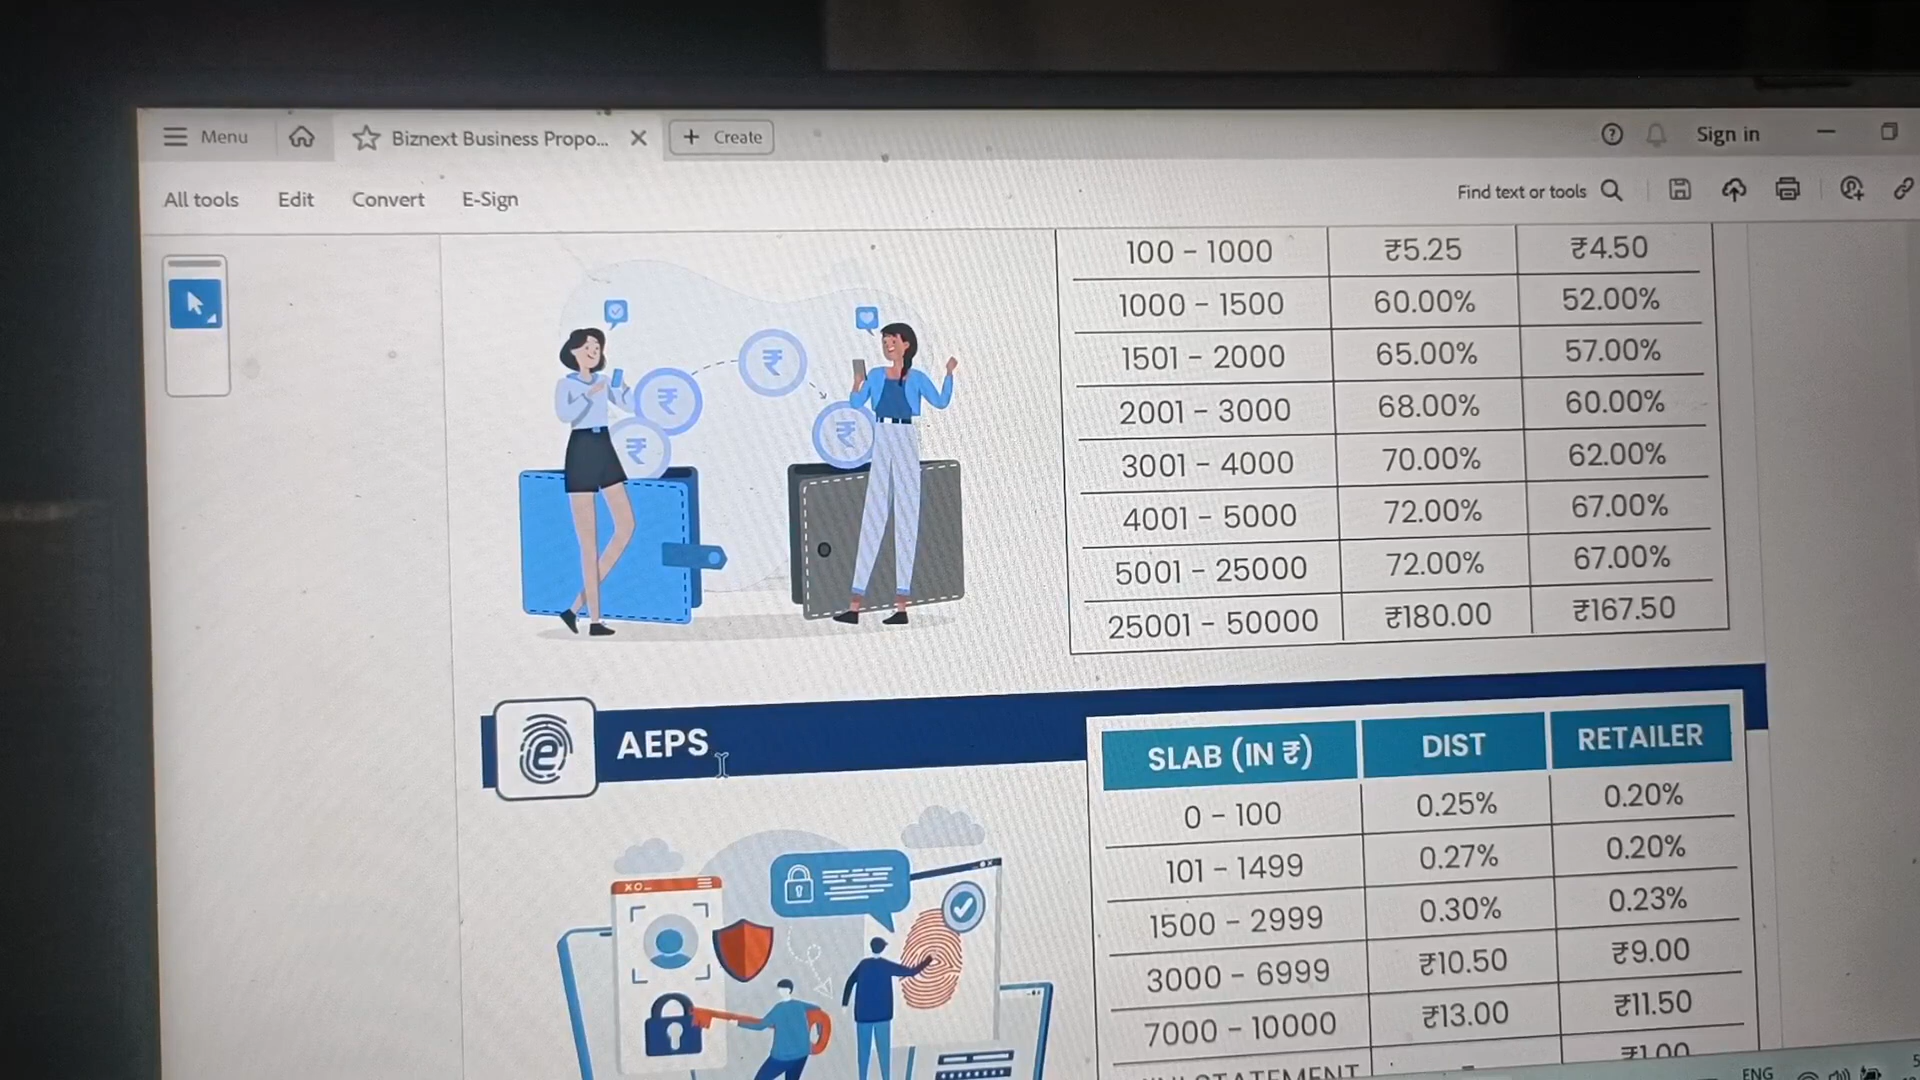 Menu
Biznext Business Propo...
Create
Sign in
All tools
Edit
Convert
E-Sign
Find text or tools
100 - 1000 ₹5.25 ₹4.50
1000 - 1500 60.00% 52.00%
1501 - 2000 65.00% 57.00%
2001 - 3000 68.00% 60.00%
3001 - 4000 70.00% 62.00%
4001 - 5000 72.00% 67.00%
5001 - 25000 72.00% 67.00%
25001 - 50000 ₹180.00 ₹167.50
AEPS
SLAB (IN ₹) DIST RETAILER
0 - 100 0.25% 0.20%
101 - 1499 0.27% 0.20%
1500 - 2999 0.30% 0.23%
3000 - 6999 ₹10.50 ₹9.00
7000 - 10000 ₹13.00 ₹11.50
STATEMENT - ₹1.00
ENG